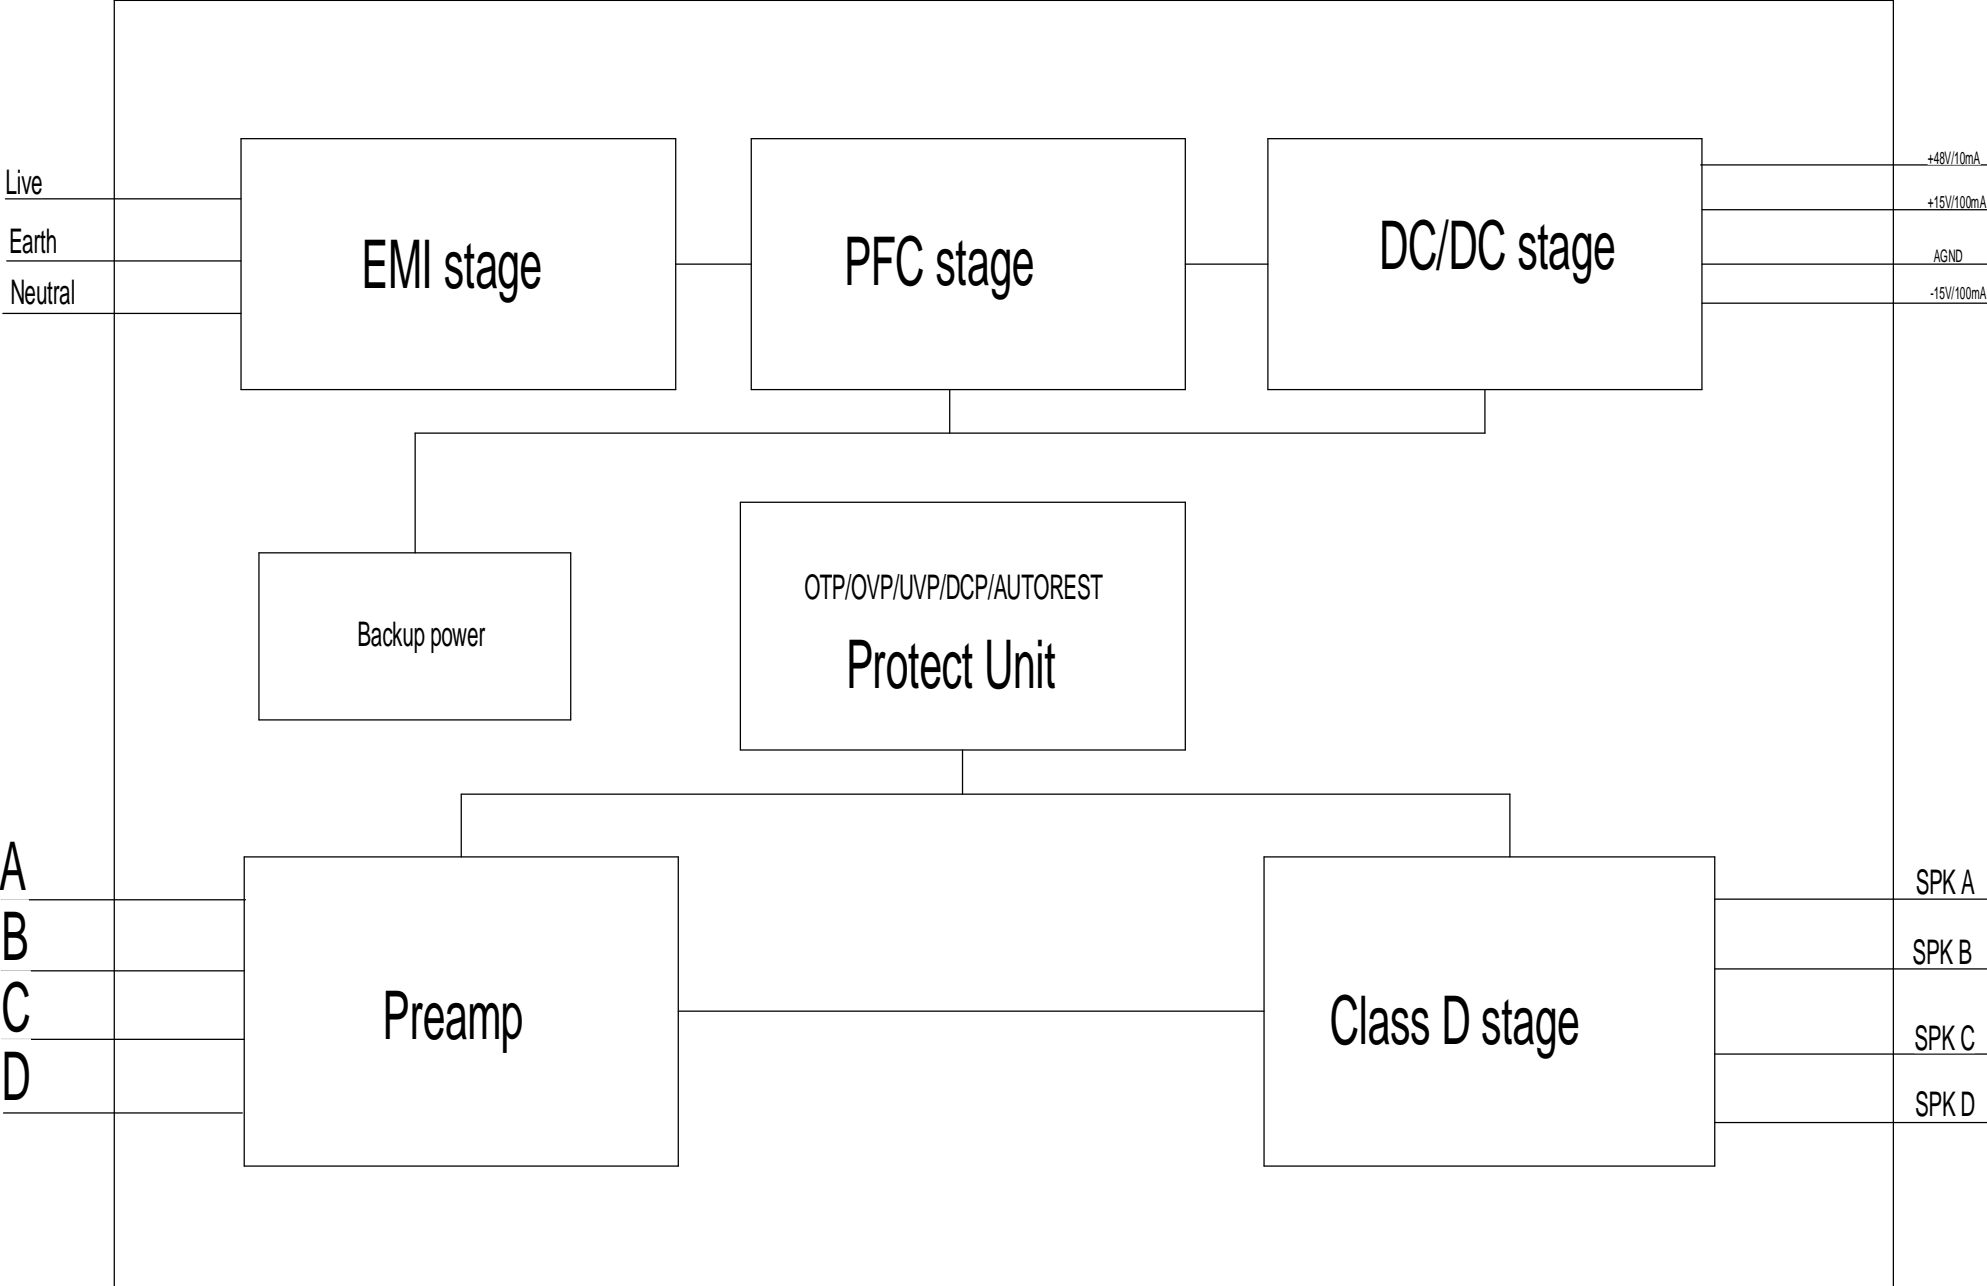 Live
Earth
Neutral
EMI stage
PFC stage
DC/DC stage
+48V/10mA
+15V/100mA
AGND
-15V/100mA
Backup power
OTP/OVP/UVP/DCP/AUTOREST
Protect Unit
A
B
C
D
Preamp
Class D stage
SPK A
SPK B
SPK C
SPK D